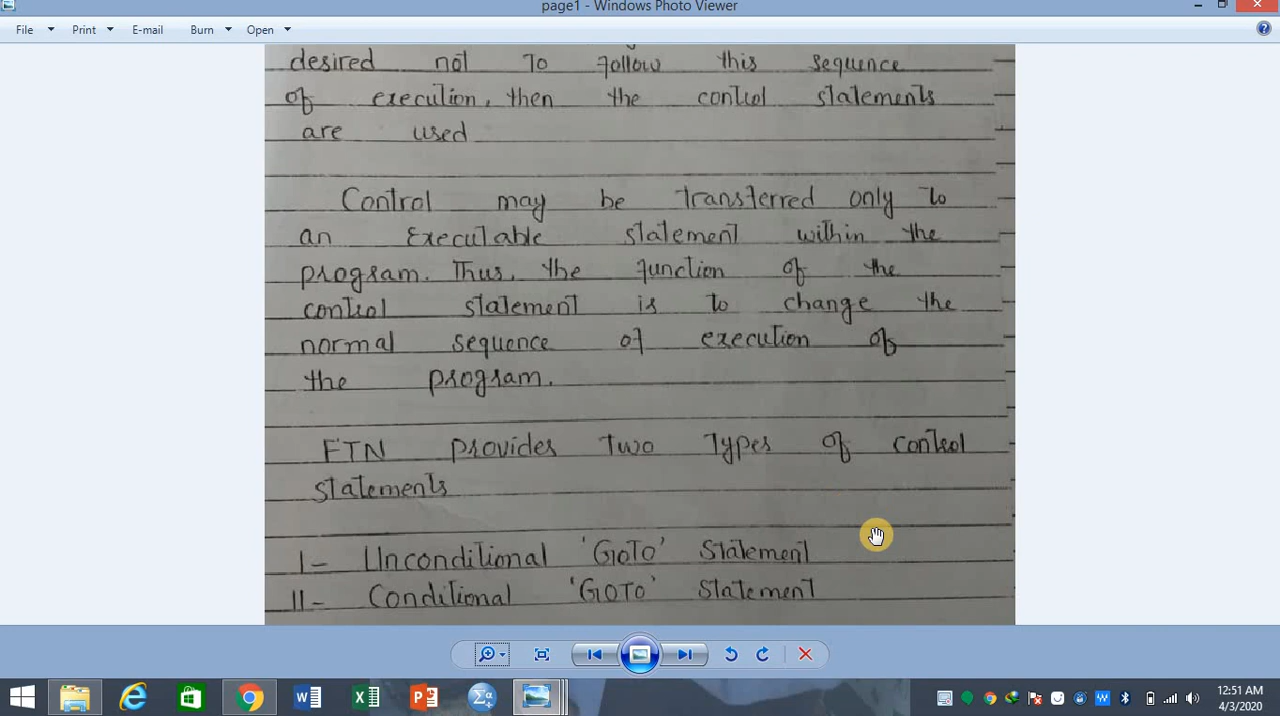 page1 - Windows Photo Viewer
File Print E-mail Burn Open
desired not To follow this sequence
of execution, then the control statements
are used
Control may be transferred only to
an Executable statement within the
program. Thus, the function of the
control statement is to change the
normal sequence of execution of
the program.
FTN provides Two Types of control
statements
I- Unconditional 'GoTo' Statement
II- Conditional 'GOTO' Statement
12:51 AM
4/3/2020